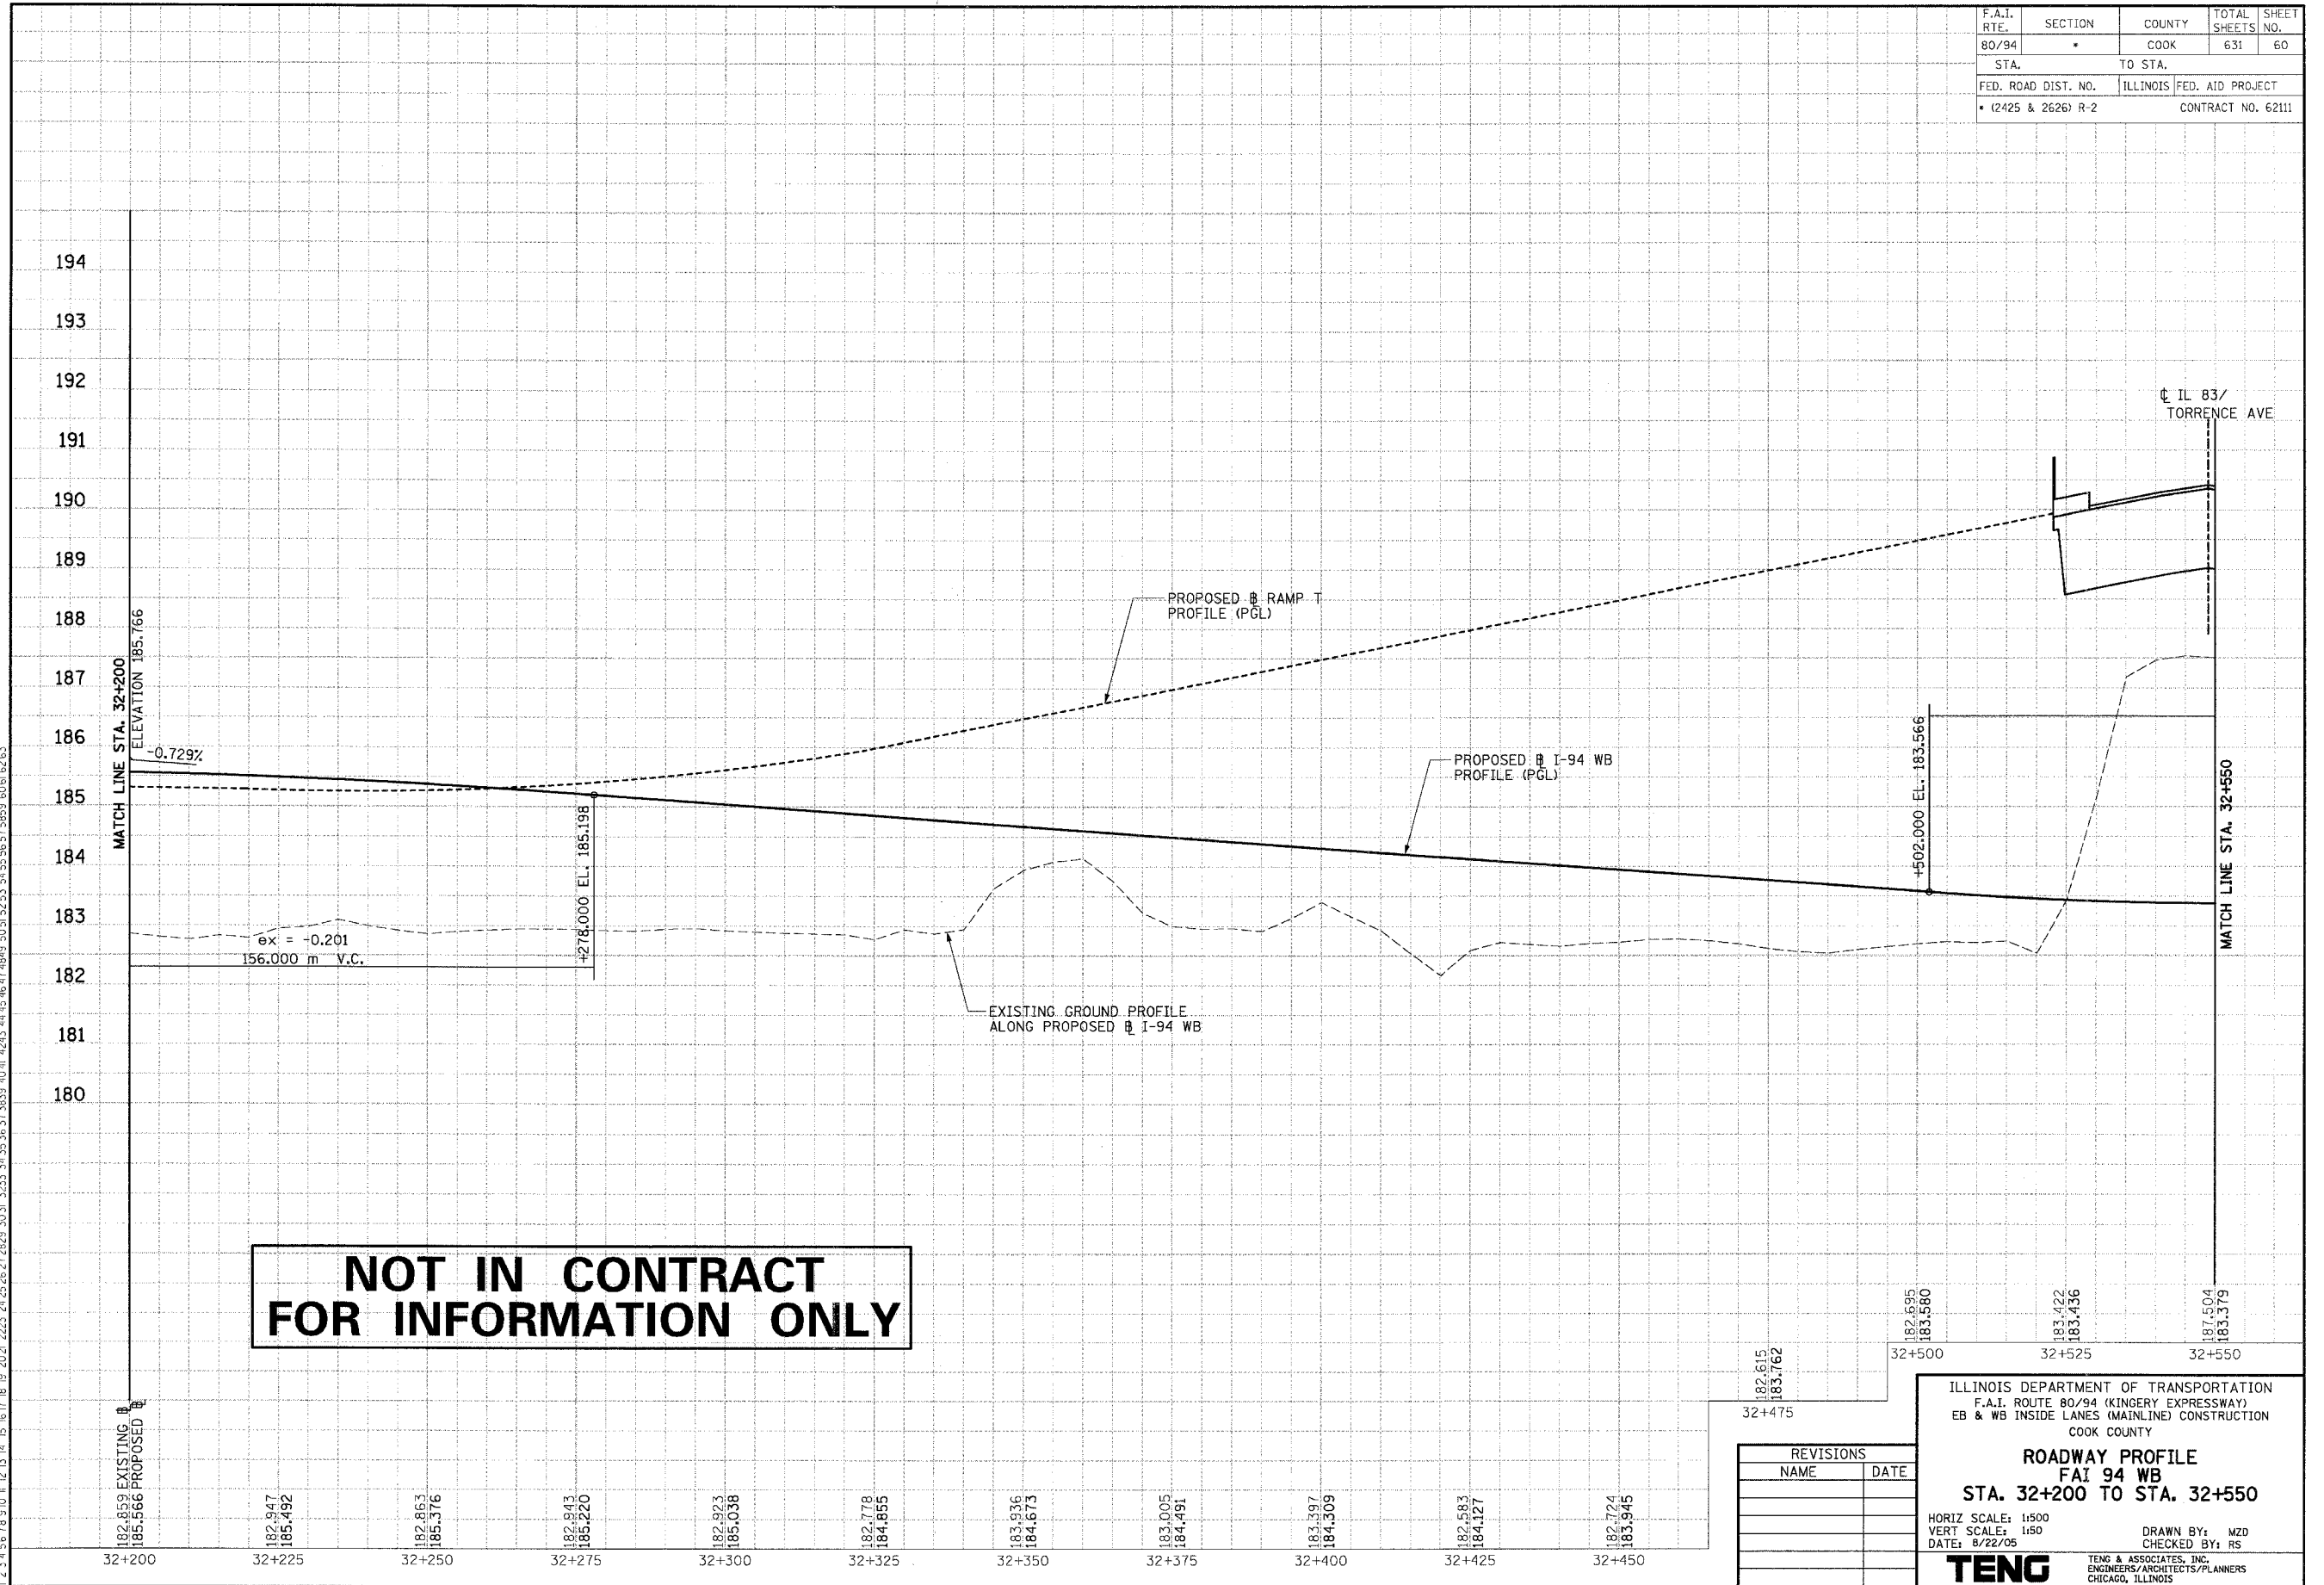 F.A.I. RTE. SECTION COUNTY TOTAL SHEETS SHEET NO.
80/94 * COOK 631 60
STA. TO STA.
FED. ROAD DIST. NO. ILLINOIS FED. AID PROJECT
* (2425 & 2626) R-2 CONTRACT NO. 62111
194
193
192
191
190
189
188
187
186
185
184
183
182
181
180
MATCH LINE STA. 32+200
ELEVATION 185.766
-0.729%
ex = -0.201
156.000 m V.C.
+278.000 EL. 185.198
PROPOSED ⅊ RAMP T
PROFILE (PGL)
PROPOSED ⅊ I-94 WB
PROFILE (PGL)
EXISTING GROUND PROFILE
ALONG PROPOSED ⅊ I-94 WB
+502.000 EL. 183.566
℄ IL 83/
TORRENCE AVE
MATCH LINE STA. 32+550
NOT IN CONTRACT
FOR INFORMATION ONLY
182.859 EXISTING ⅊
185.566 PROPOSED ⅊
32+200
182.947
185.492
32+225
182.863
185.376
32+250
182.943
185.220
32+275
182.923
185.038
32+300
182.778
184.855
32+325
183.936
184.673
32+350
183.005
184.491
32+375
183.397
184.309
32+400
182.583
184.127
32+425
182.724
183.945
32+450
182.615
183.762
32+475
182.695
183.580
32+500
183.422
183.436
32+525
187.504
183.379
32+550
REVISIONS
NAME DATE
ILLINOIS DEPARTMENT OF TRANSPORTATION
F.A.I. ROUTE 80/94 (KINGERY EXPRESSWAY)
EB & WB INSIDE LANES (MAINLINE) CONSTRUCTION
COOK COUNTY
ROADWAY PROFILE
FAI 94 WB
STA. 32+200 TO STA. 32+550
HORIZ SCALE: 1:500
VERT SCALE: 1:50 DRAWN BY: MZD
DATE: 8/22/05 CHECKED BY: RS
TENG
TENG & ASSOCIATES, INC.
ENGINEERS/ARCHITECTS/PLANNERS
CHICAGO, ILLINOIS